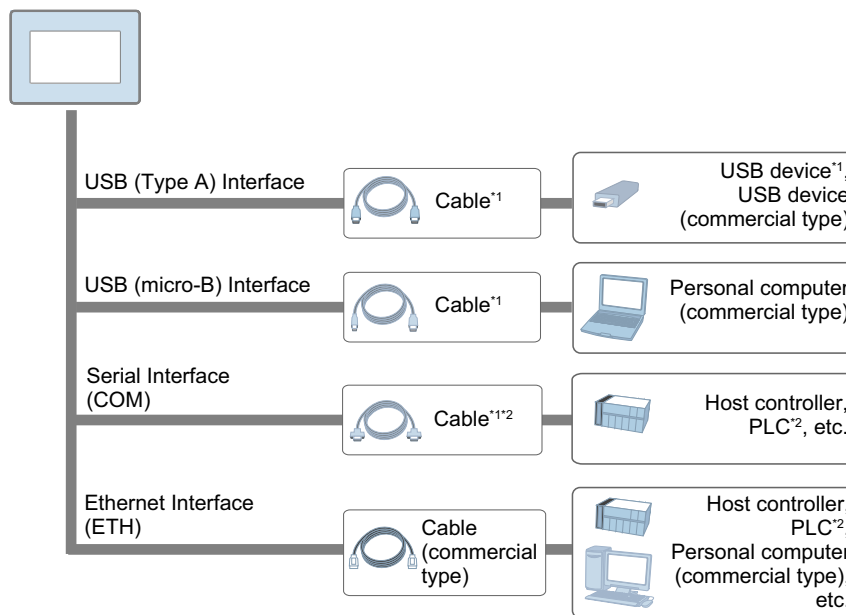 USB (Type A) Interface
Cable*1
USB device*1,
USB device
(commercial type)
USB (micro-B) Interface
Cable*1
Personal computer
(commercial type)
Serial Interface
(COM)
Cable*1*2
Host controller,
PLC*2, etc.
Ethernet Interface
(ETH)
Cable
(commercial
type)
Host controller,
PLC*2,
Personal computer
(commercial type),
etc.